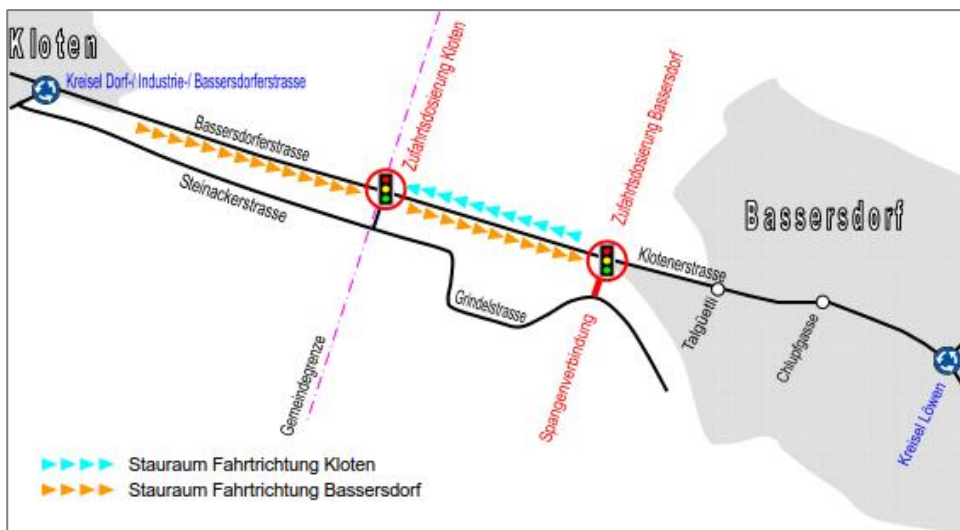 Kloten
Kreisel Dorf-/ Industrie-/ Bassersdorferstrasse
Zufahrtsdosierung Kloten
Zufahrtsdosierung Bassersdorf
Bassersdorferstrasse
Steinackerstrasse
Bassersdorf
Klotenerstrasse
Grindelstrasse
Talgüetli
Chlupfgasse
Gemeindegrenze
Spangenverbindung
Kreisel Löwen
Stauraum Fahrtrichtung Kloten
Stauraum Fahrtrichtung Bassersdorf